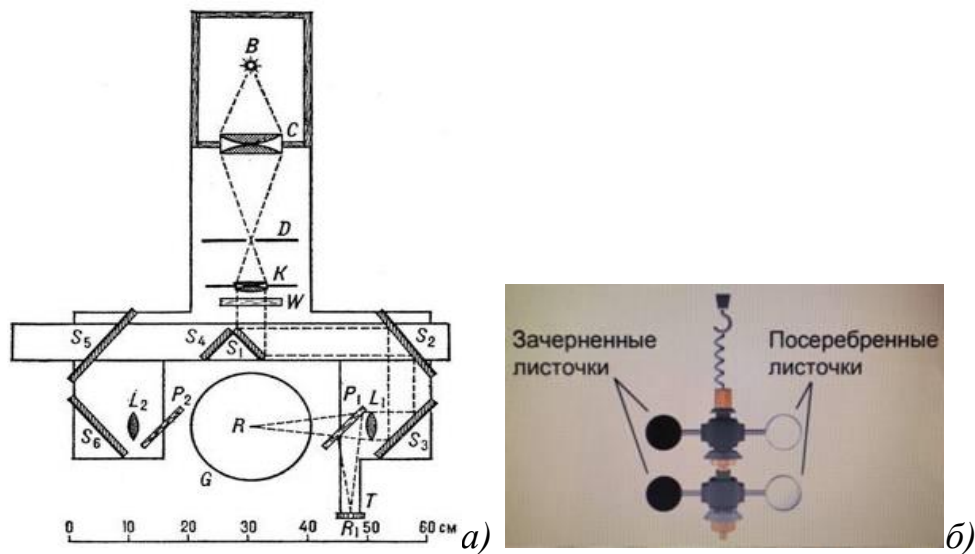 B
C
D
K
W
S5
S4
S1
S2
L2
P2
P1
L1
S6
R
S3
G
T
R1
0 10 20 30 40 50 60 см
а)
Зачерненные
листочки
Посеребренные
листочки
б)